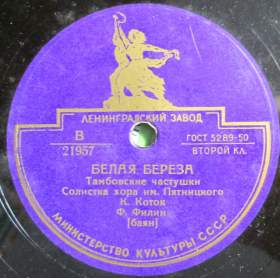 ЛЕНИНГРАДСКИЙ ЗАВОД
В
21957
ГОСТ 5289-50
ВТОРОЙ КЛ.
БЕЛАЯ БЕРЕЗА
Тамбовские частушки
Солистка хора им. Пятницкого
К. Коток
Ф. Филин
[баян]
МИНИСТЕРСТВО КУЛЬТУРЫ СССР